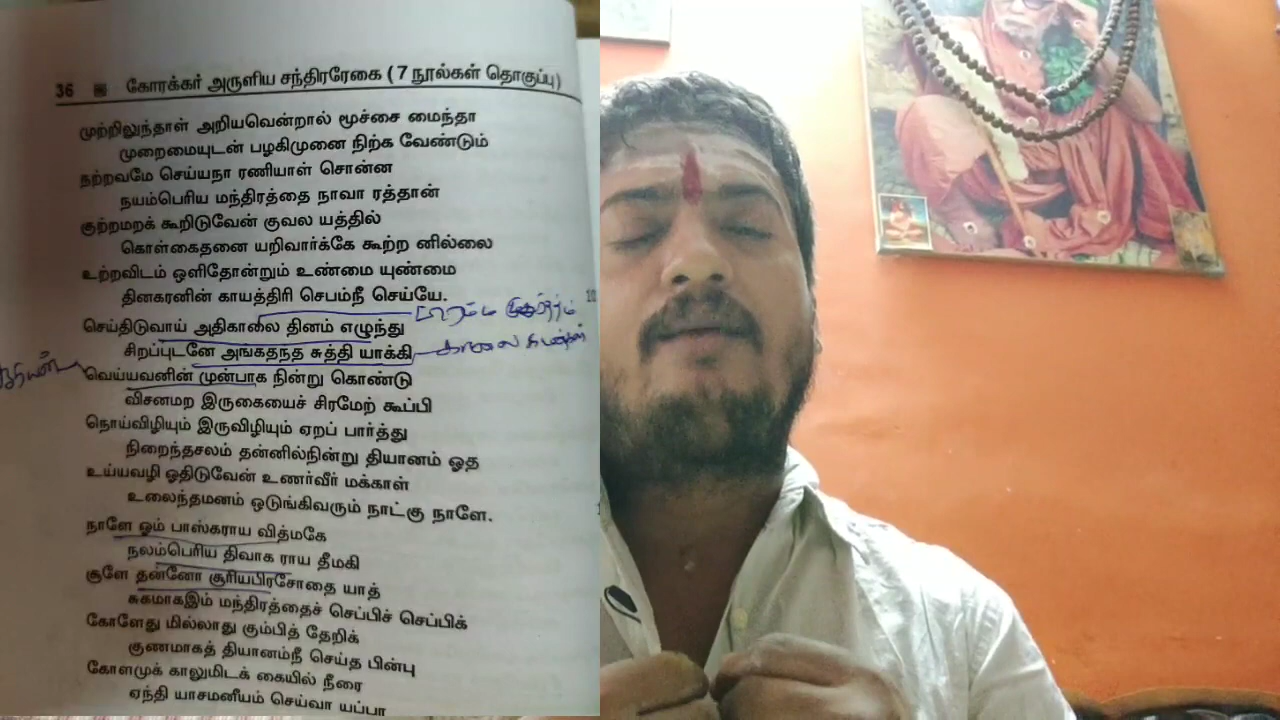 36 கோரக்கர் அருளிய சந்திரரேகை ( 7 நூல்கள் தொகுப்பு )
முற்றிலுந்தாள் அறியவென்றால் மூச்சை மைந்தா
முறைமையுடன் பழகிமுனை நிற்க வேண்டும்
நற்றவமே செய்யநா ரணியாள் சொன்ன
நயம்பெரிய மந்திரத்தை நாவா ரத்தான்
குற்றமறக் கூறிடுவேன் குவல யத்தில்
கொள்கைதனை யறிவார்க்கே கூற்ற னில்லை
உற்றவிடம் ஒளிதோன்றும் உண்மை யுண்மை
தினகரனின் காயத்திரி செபம்நீ செய்யே.
செய்திடுவாய் அதிகாலை தினம் எழுந்து
சிறப்புடனே அங்கதநத சுத்தி யாக்கி
வெய்யவனின் முன்பாக நின்று கொண்டு
விசனமற இருகையைச் சிரமேற் கூப்பி
நொய்விழியும் இருவிழியும் ஏறப் பார்த்து
நிறைந்தசலம் தன்னில்நின்று தியானம் ஓத
உய்யவழி ஓதிடுவேன் உணர்வீர் மக்காள்
உலைந்தமனம் ஒடுங்கிவரும் நாட்கு நாளே.
நாளே ஓம் பாஸ்கராய வித்மகே
நலம்பெரிய திவாக ராய தீமகி
சூளே தன்னோ சூரியபிரசோதை யாத்
சுகமாகஇம் மந்திரத்தைச் செப்பிச் செப்பிக்
கோளேது மில்லாது கும்பித் தேறிக்
குணமாகத் தியானம்நீ செய்த பின்பு
கோளமுக் காலுமிடக் கையில் நீரை
ஏந்தி யாசமனீயம் செய்வா யப்பா